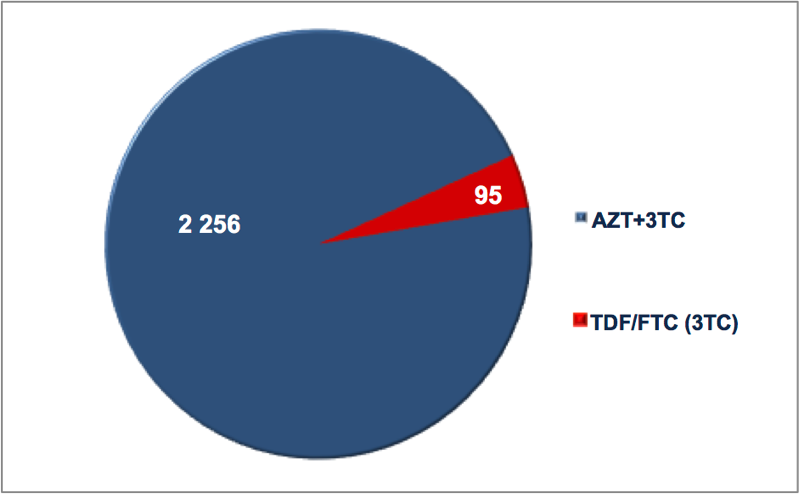 95
2 256
AZT+3TC
TDF/FTC (3TC)